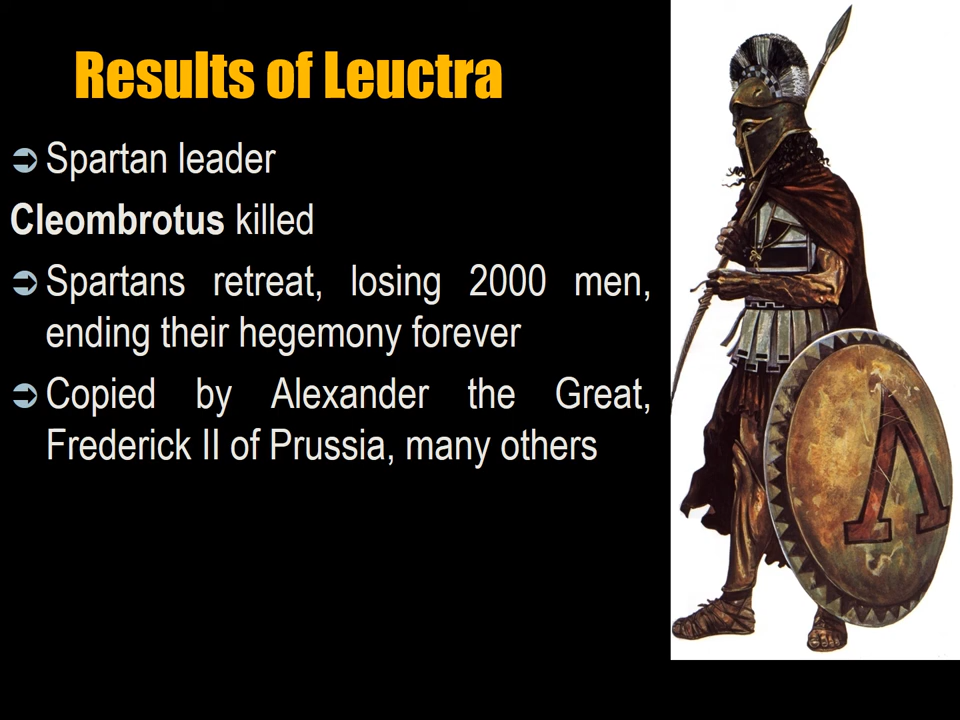 Results of Leuctra
➲ Spartan leader
Cleombrotus killed
➲ Spartans retreat, losing 2000 men,
ending their hegemony forever
➲ Copied by Alexander the Great,
Frederick II of Prussia, many others
Λ